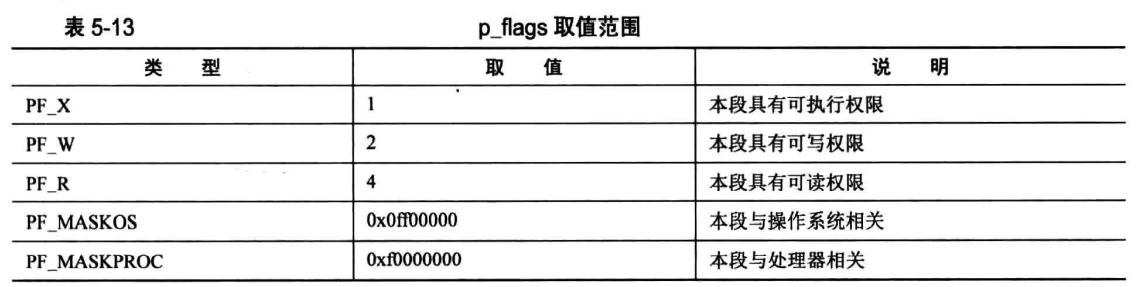 表 5-13 p_flags 取值范围
类 型 取 值 说 明
PF_X 1 本段具有可执行权限
PF_W 2 本段具有可写权限
PF_R 4 本段具有可读权限
PF_MASKOS 0x0ff00000 本段与操作系统相关
PF_MASKPROC 0xf0000000 本段与处理器相关